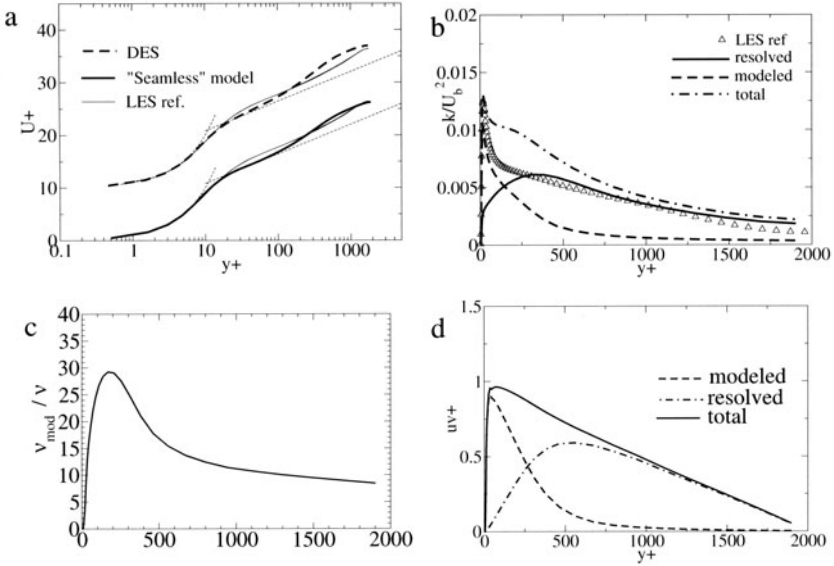 a
U+
40
30
20
10
0
DES
"Seamless" model
LES ref.
0.1 1 10 100 1000
y+
b
k/U_b^2
0.02
0.015
0.01
0.005
0
LES ref
resolved
modeled
total
0 500 1000 1500 2000
y+
c
ν_mod / ν
40
35
30
25
20
15
10
5
0
0 500 1000 1500 2000
y+
d
uv+
1.5
1
0.5
0
modeled
resolved
total
0 500 1000 1500 2000
y+